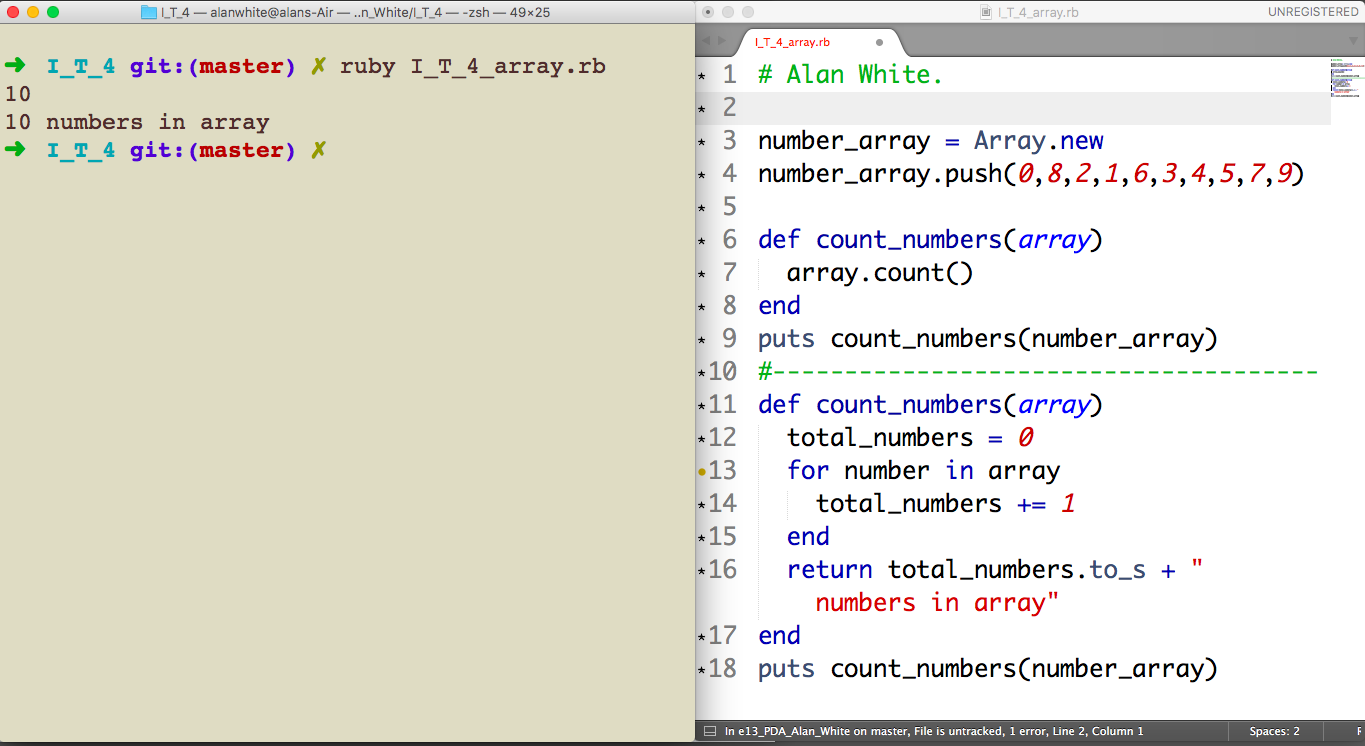 I_T_4 — alanwhite@alans-Air — ..n_White/I_T_4 — -zsh — 49×25
➜ I_T_4 git:(master) ✗ ruby I_T_4_array.rb
10
10 numbers in array
➜ I_T_4 git:(master) ✗
I_T_4_array.rb
UNREGISTERED
I_T_4_array.rb
1 # Alan White.
2
3 number_array = Array.new
4 number_array.push(0,8,2,1,6,3,4,5,7,9)
5
6 def count_numbers(array)
7 array.count()
8 end
9 puts count_numbers(number_array)
10 #--------------------------------------
11 def count_numbers(array)
12 total_numbers = 0
13 for number in array
14 total_numbers += 1
15 end
16 return total_numbers.to_s + "
numbers in array"
17 end
18 puts count_numbers(number_array)
In e13_PDA_Alan_White on master, File is untracked, 1 error, Line 2, Column 1
Spaces: 2